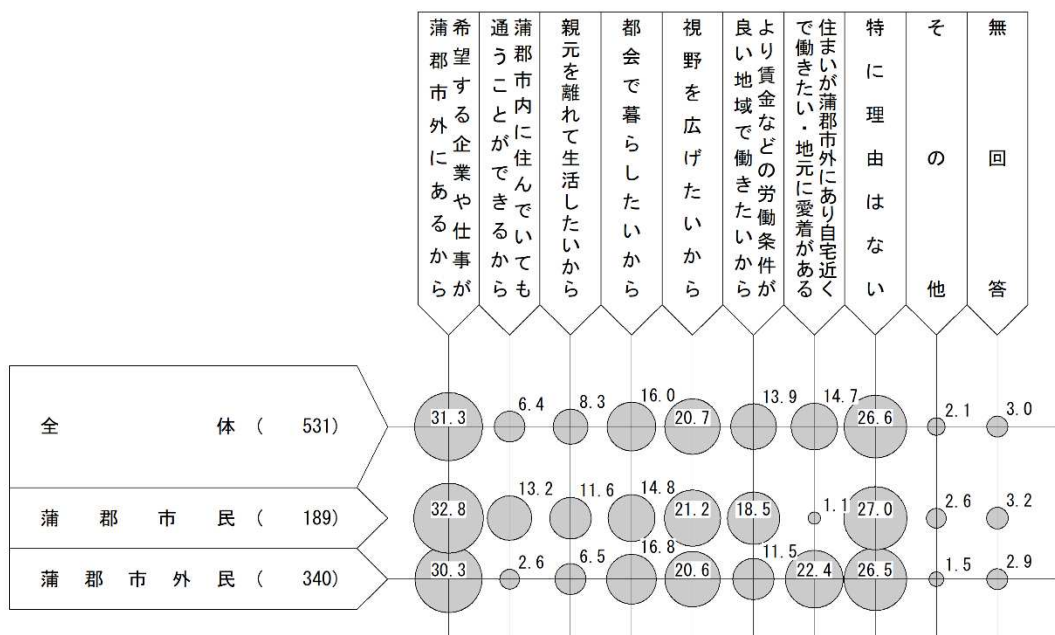 希望する企業や仕事が
蒲郡市外にあるから
蒲郡市内に住んでいても
通うことができるから
親元を離れて生活したいから
都会で暮らしたいから
視野を広げたいから
より賃金などの労働条件が
良い地域で働きたいから
住まいが蒲郡市外にあり自宅近く
で働きたい・地元に愛着がある
特に理由はない
その他
無回答
全体( 531)
31.3 6.4 8.3 16.0 20.7 13.9 14.7 26.6 2.1 3.0
蒲郡市民( 189)
32.8 13.2 11.6 14.8 21.2 18.5 1.1 27.0 2.6 3.2
蒲郡市外民( 340)
30.3 2.6 6.5 16.8 20.6 11.5 22.4 26.5 1.5 2.9